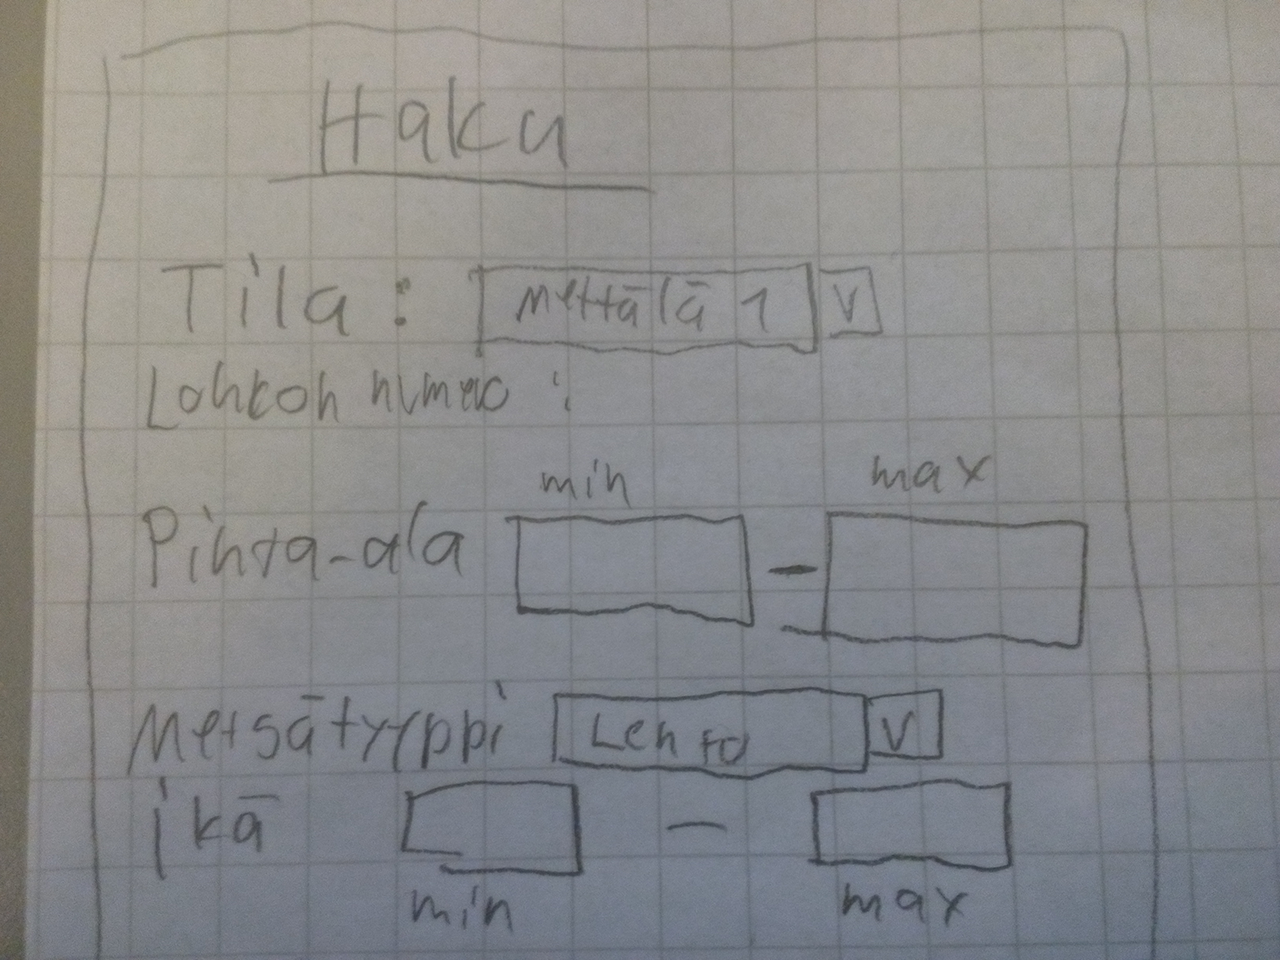 Haku
Tila : Mettälä 1 V
Lohkon numero :
min max
Pinta-ala -
Metsätyyppi Lehto V
ikä -
min max